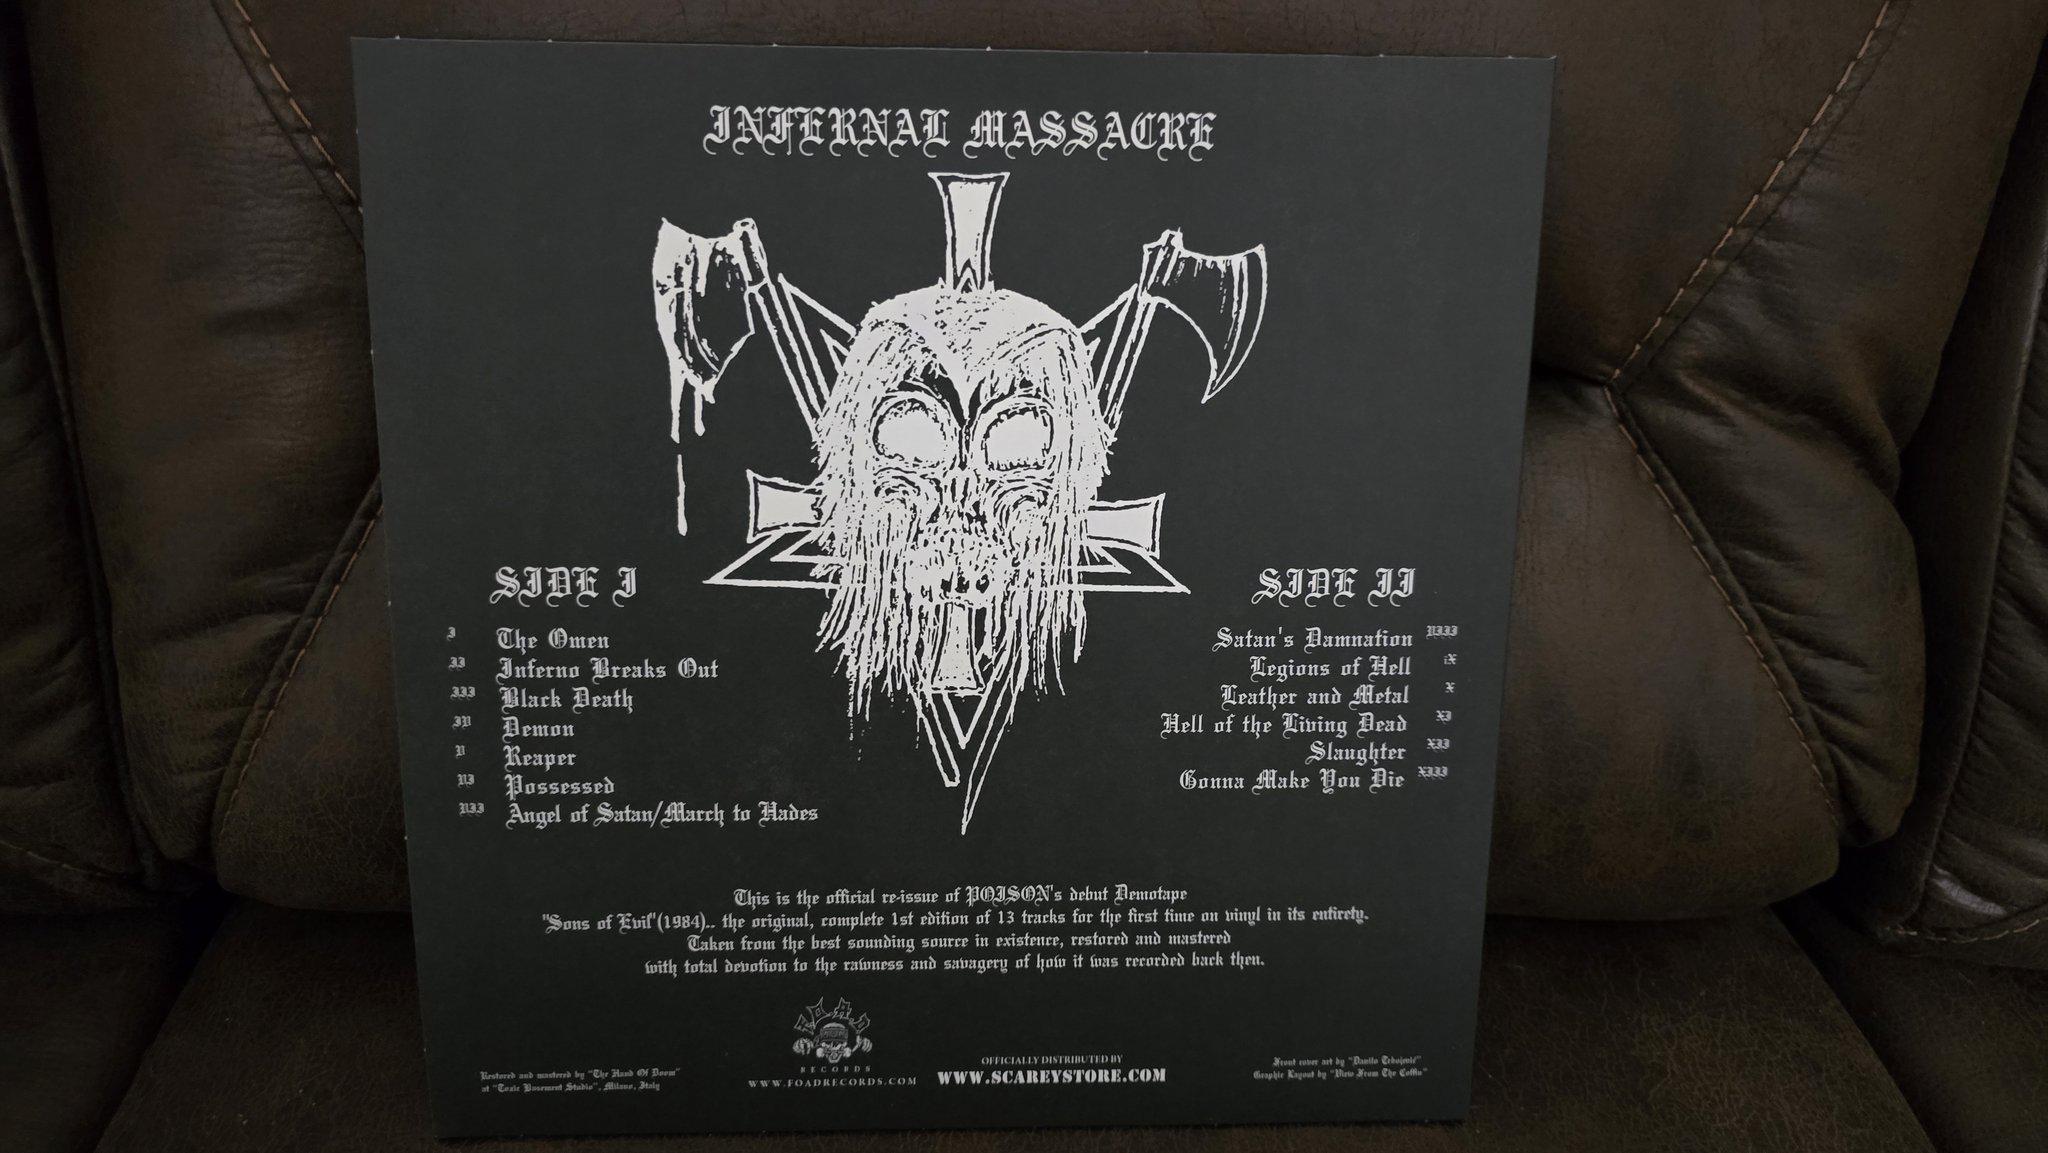 INFERNAL MASSACRE
SIDE I
I The Omen
II Inferno Breaks Out
III Black Death
IV Demon
V Reaper
VI Possessed
VII Angel of Satan/March to Hades
SIDE II
Satan's Damnation VIII
Legions of Hell iX
Leather and Metal X
Hell of the Living Dead XI
Slaughter XII
Gonna Make You Die XIII
This is the official re-issue of POISON's debut Demotape
"Sons of Evil"(1984).. the original, complete 1st edition of 13 tracks for the first time on vinyl in its entirety.
Taken from the best sounding source in existence, restored and mastered
with total devotion to the rawness and savagery of how it was recorded back then.
Restored and mastered by "The Hand Of Doom"
at "Toxic Basement Studio", Milano, Italy
F.O.A.D
RECORDS
WWW.FOADRECORDS.COM
OFFICIALLY DISTRIBUTED BY
WWW.SCAREYSTORE.COM
Front cover art by "Danilo Trbojević"
Graphic Layout by "View From The Coffin"